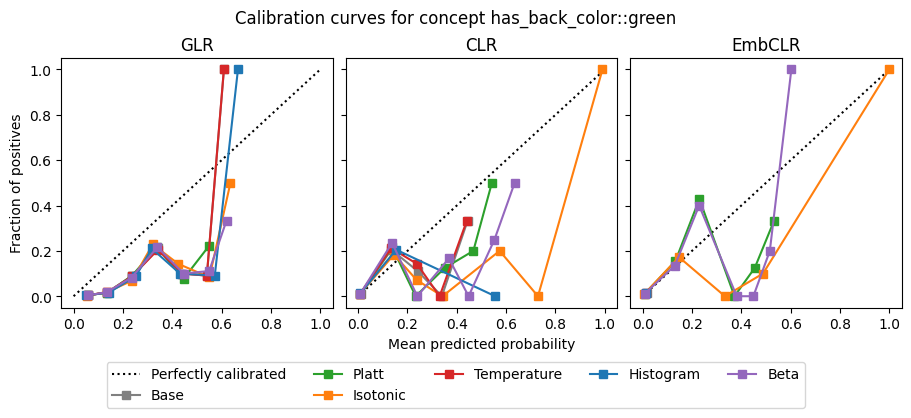 Calibration curves for concept has_back_color::green
GLR
CLR
EmbCLR
Fraction of positives
1.0
0.8
0.6
0.4
0.2
0.0
0.0 0.2 0.4 0.6 0.8 1.0
0.0 0.2 0.4 0.6 0.8 1.0
0.0 0.2 0.4 0.6 0.8 1.0
Mean predicted probability
Perfectly calibrated
Base
Platt
Isotonic
Temperature
Histogram
Beta